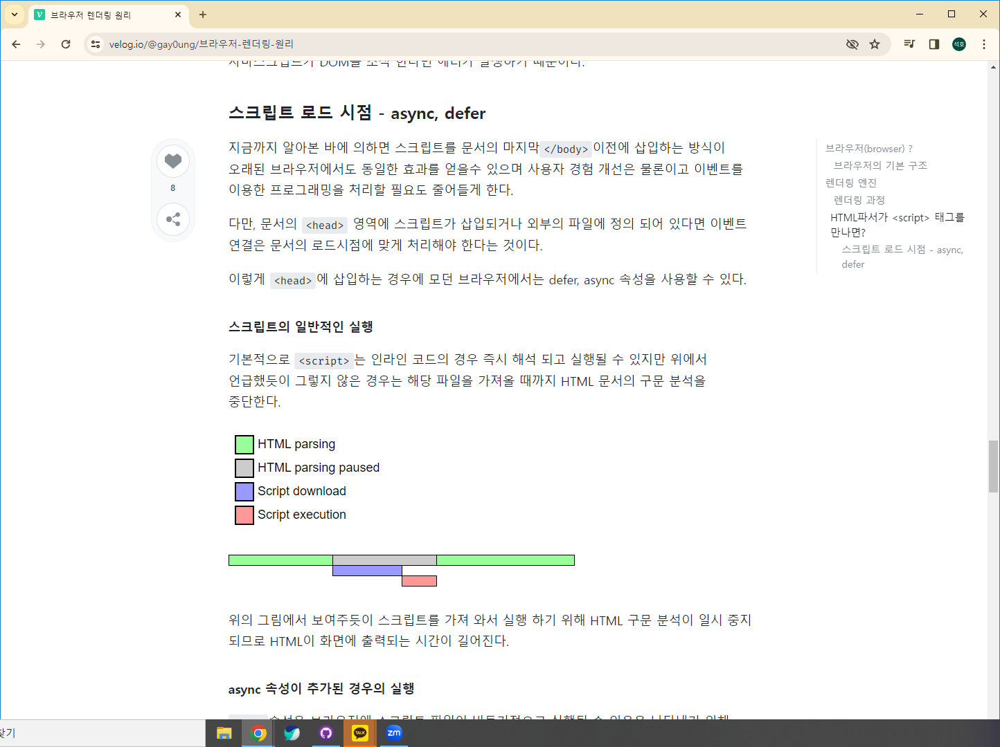 브라우저 렌더링 원리
velog.io/@gay0ung/브라우저-렌더링-원리
석호
스크립트 로드 시점 - async, defer
지금까지 알아본 바에 의하면 스크립트를 문서의 마지막 </body> 이전에 삽입하는 방식이
오래된 브라우저에서도 동일한 효과를 얻을수 있으며 사용자 경험 개선은 물론이고 이벤트를
이용한 프로그래밍을 처리할 필요도 줄어들게 한다.
다만, 문서의 <head> 영역에 스크립트가 삽입되거나 외부의 파일에 정의 되어 있다면 이벤트
연결은 문서의 로드시점에 맞게 처리해야 한다는 것이다.
이렇게 <head>에 삽입하는 경우에 모던 브라우저에서는 defer, async 속성을 사용할 수 있다.
스크립트의 일반적인 실행
기본적으로 <script>는 인라인 코드의 경우 즉시 해석 되고 실행될 수 있지만 위에서
언급했듯이 그렇지 않은 경우는 해당 파일을 가져올 때까지 HTML 문서의 구문 분석을
중단한다.
HTML parsing
HTML parsing paused
Script download
Script execution
위의 그림에서 보여주듯이 스크립트를 가져 와서 실행 하기 위해 HTML 구문 분석이 일시 중지
되므로 HTML이 화면에 출력되는 시간이 길어진다.
async 속성이 추가된 경우의 실행
8
브라우저(browser) ?
브라우저의 기본 구조
렌더링 엔진
렌더링 과정
HTML파서가 <script> 태그를
만나면?
스크립트 로드 시점 - async,
defer
찾기
TALK
zm